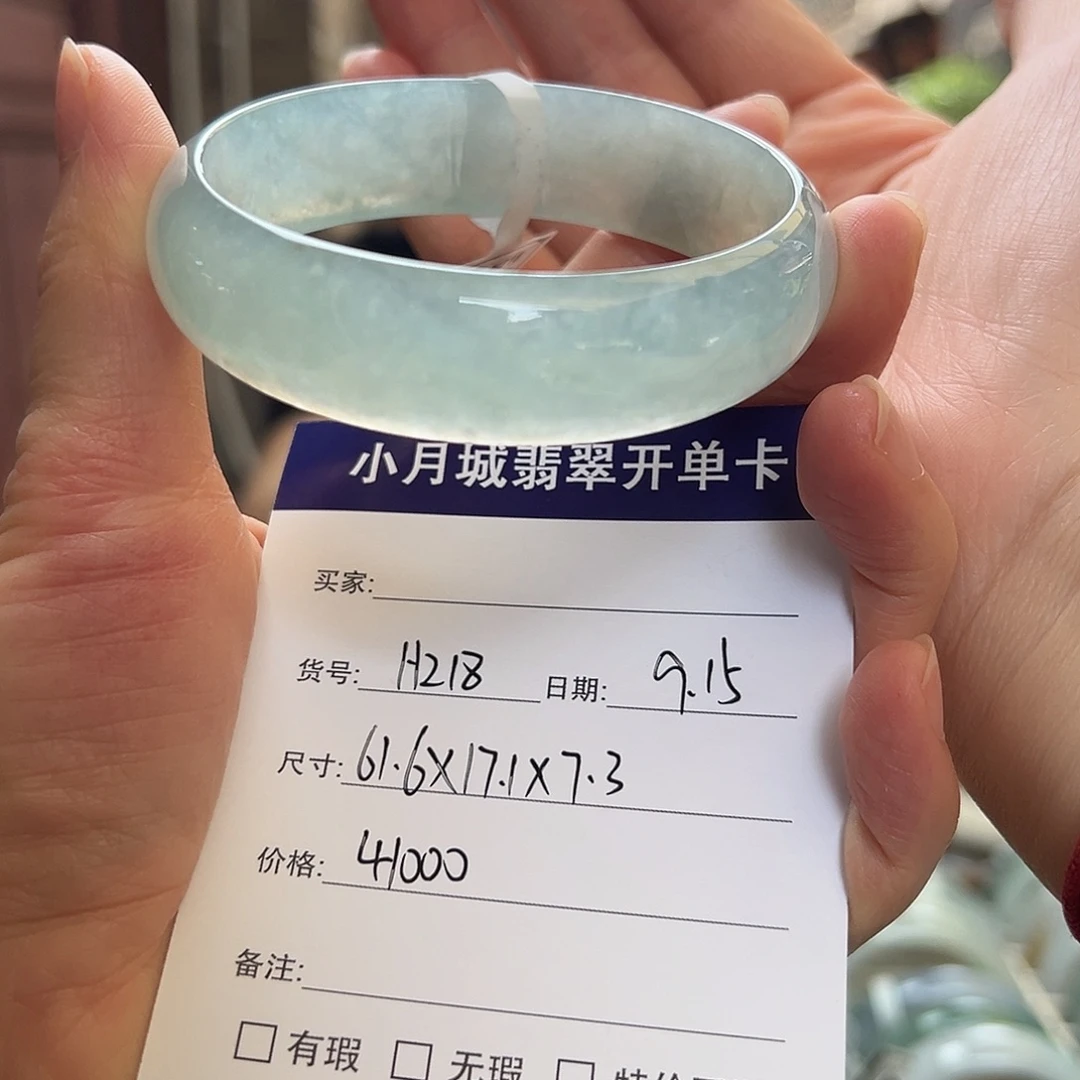 小月珹翡翠开单卡
买家:
货号: H218 日期: 9.15
尺寸: 61.6X17.1X7.3
价格: 41000
备注:
有瑕 无瑕